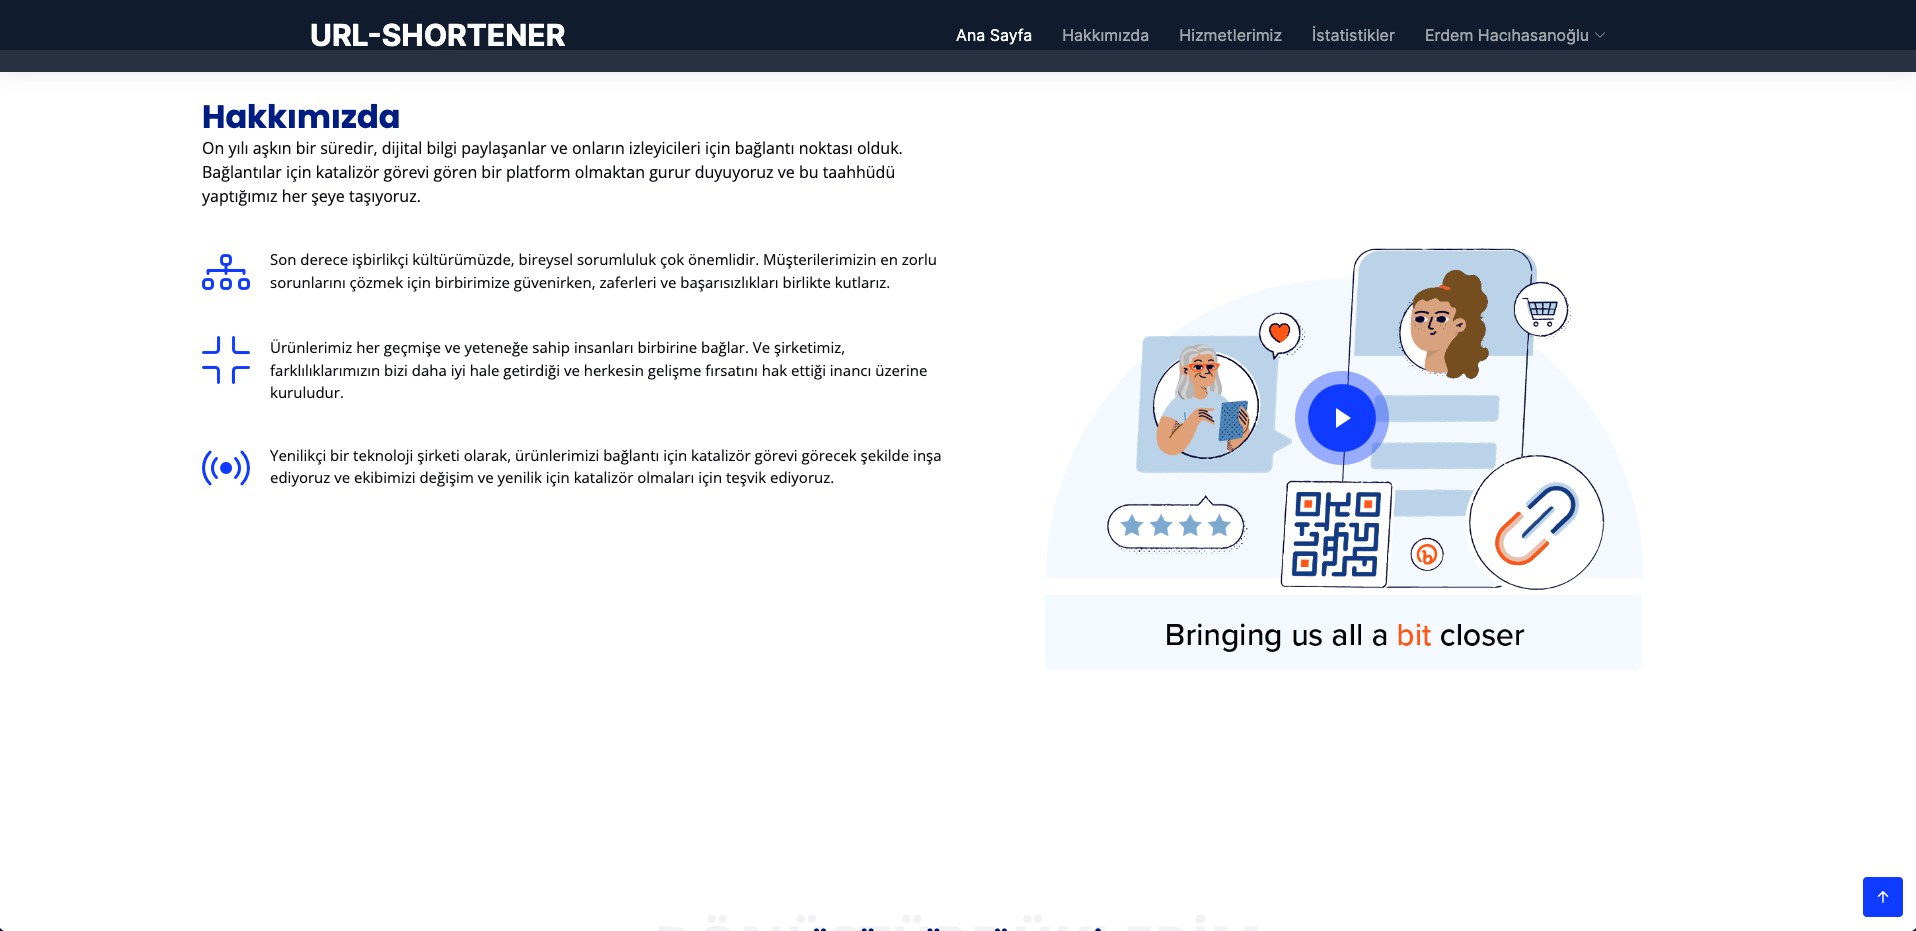 URL-SHORTENER
Ana Sayfa
Hakkımızda
Hizmetlerimiz
İstatistikler
Erdem Hacıhasanoğlu
Hakkımızda
On yılı aşkın bir süredir, dijital bilgi paylaşanlar ve onların izleyicileri için bağlantı noktası olduk.
Bağlantılar için katalizör görevi gören bir platform olmaktan gurur duyuyoruz ve bu taahhüdü
yaptığımız her şeye taşıyoruz.
Son derece işbirlikçi kültürümüzde, bireysel sorumluluk çok önemlidir. Müşterilerimizin en zorlu
sorunlarını çözmek için birbirimize güvenirken, zaferleri ve başarısızlıkları birlikte kutlarız.
Ürünlerimiz her geçmişe ve yeteneğe sahip insanları birbirine bağlar. Ve şirketimiz,
farklılıklarımızın bizi daha iyi hale getirdiği ve herkesin gelişme fırsatını hak ettiği inancı üzerine
kuruludur.
Yenilikçi bir teknoloji şirketi olarak, ürünlerimizi bağlantı için katalizör görevi görecek şekilde inşa
ediyoruz ve ekibimizi değişim ve yenilik için katalizör olmaları için teşvik ediyoruz.
Bringing us all a bit closer